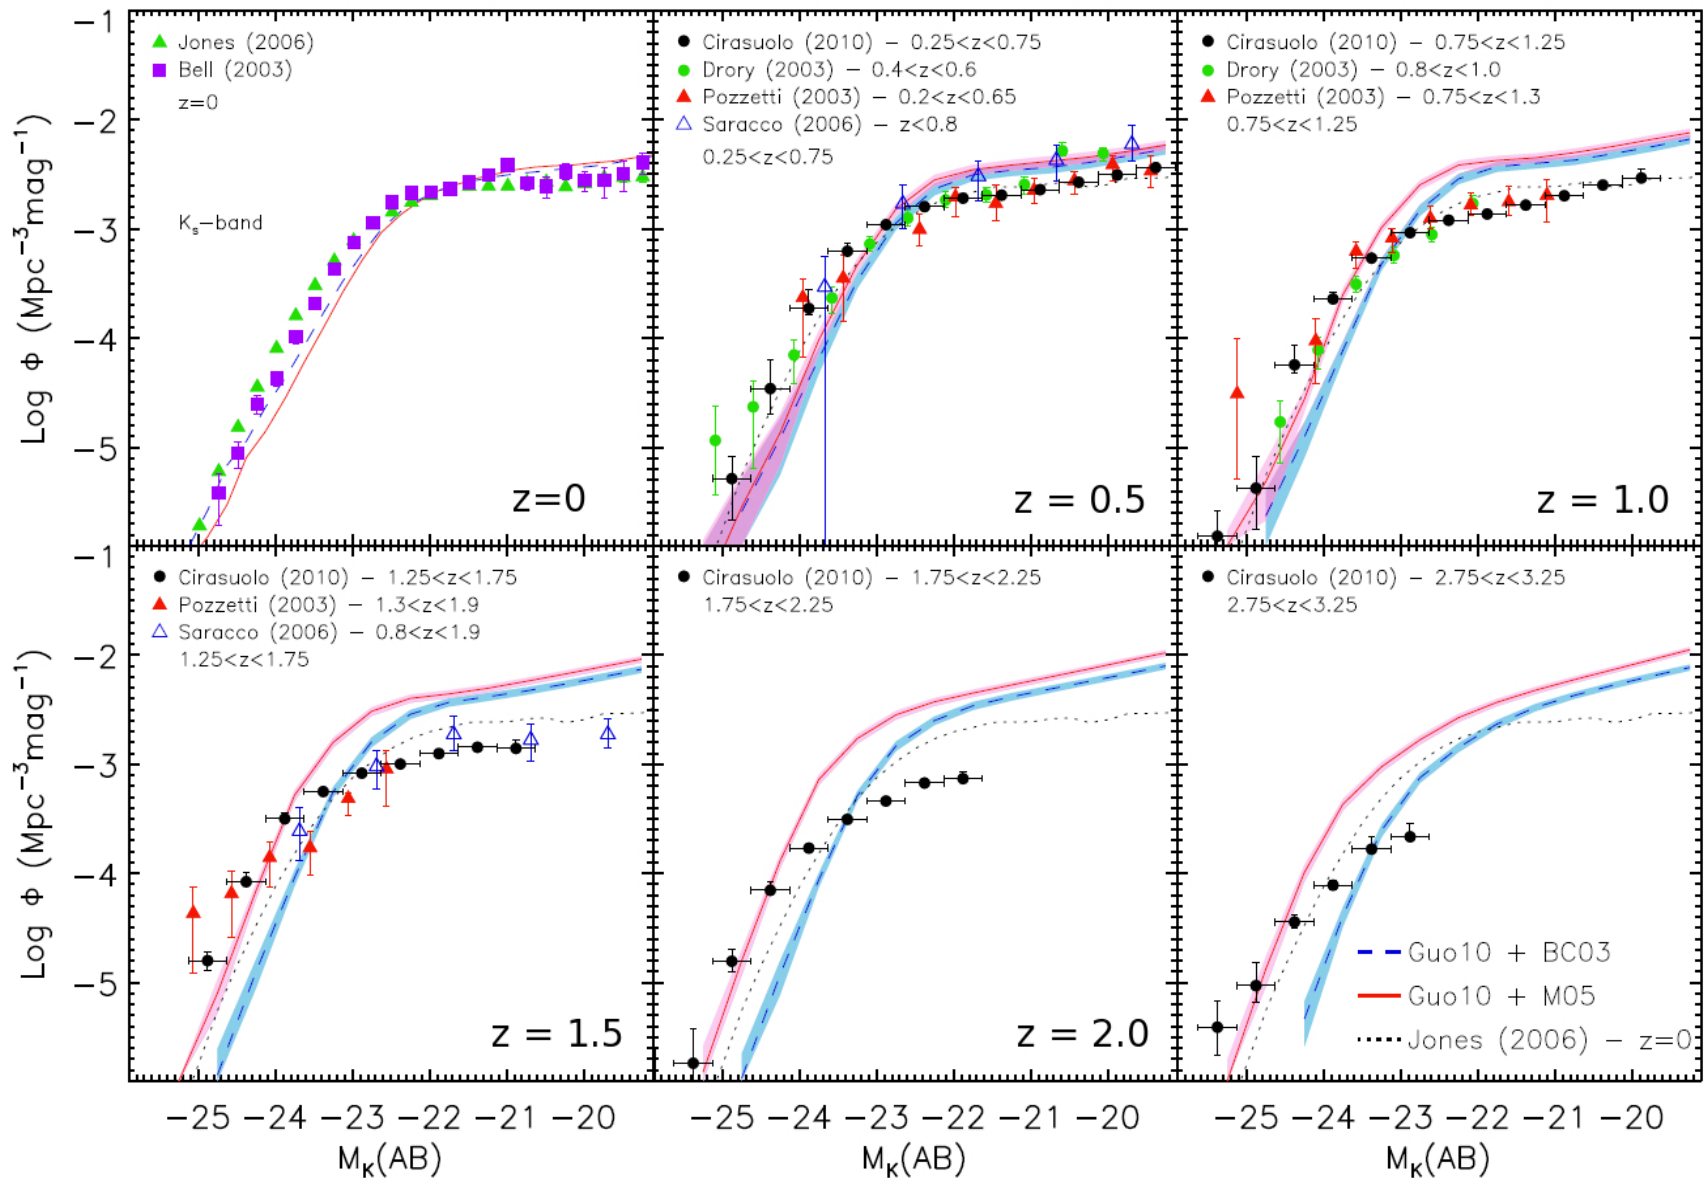 Log Φ (Mpc⁻³mag⁻¹)
−1
−2
−3
−4
−5
Jones (2006)
Bell (2003)
z=0
Kₛ−band
z=0
Cirasuolo (2010) − 0.25<z<0.75
Drory (2003) − 0.4<z<0.6
Pozzetti (2003) − 0.2<z<0.65
Saracco (2006) − z<0.8
0.25<z<0.75
z = 0.5
Cirasuolo (2010) − 0.75<z<1.25
Drory (2003) − 0.8<z<1.0
Pozzetti (2003) − 0.75<z<1.3
0.75<z<1.25
z = 1.0
Log Φ (Mpc⁻³mag⁻¹)
−1
−2
−3
−4
−5
Cirasuolo (2010) − 1.25<z<1.75
Pozzetti (2003) − 1.3<z<1.9
Saracco (2006) − 0.8<z<1.9
1.25<z<1.75
z = 1.5
Cirasuolo (2010) − 1.75<z<2.25
1.75<z<2.25
z = 2.0
Cirasuolo (2010) − 2.75<z<3.25
2.75<z<3.25
Guo10 + BC03
Guo10 + M05
Jones (2006) − z=0
−25 −24 −23 −22 −21 −20
−25 −24 −23 −22 −21 −20
−25 −24 −23 −22 −21 −20
M_K(AB)
M_K(AB)
M_K(AB)